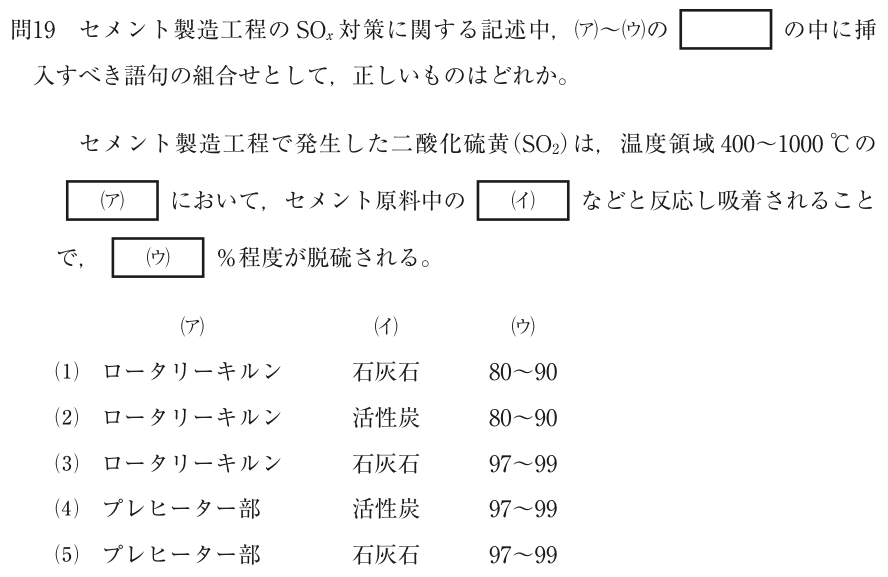 問19 セメント製造工程のSOx対策に関する記述中，㋐～㋒の の中に挿
入すべき語句の組合せとして，正しいものはどれか。
セメント製造工程で発生した二酸化硫黄(SO₂)は，温度領域400～1000℃の
(ア) において，セメント原料中の (イ) などと反応し吸着されること
で， (ウ) %程度が脱硫される。
(ア) (イ) (ウ)
(1) ロータリーキルン 石灰石 80～90
(2) ロータリーキルン 活性炭 80～90
(3) ロータリーキルン 石灰石 97～99
(4) プレヒーター部 活性炭 97～99
(5) プレヒーター部 石灰石 97～99